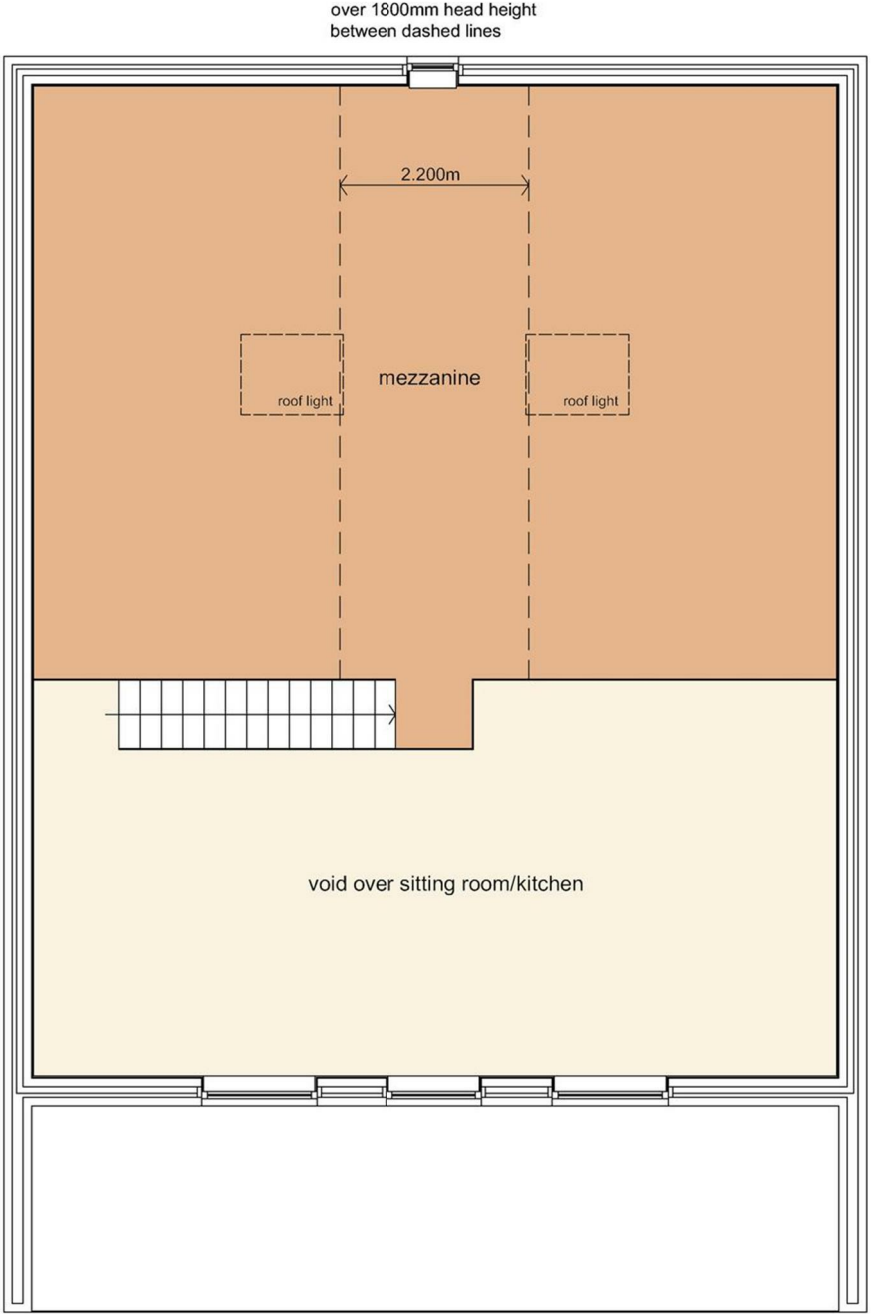 over 1800mm head height
between dashed lines
2.200m
mezzanine
roof light
roof light
void over sitting room/kitchen